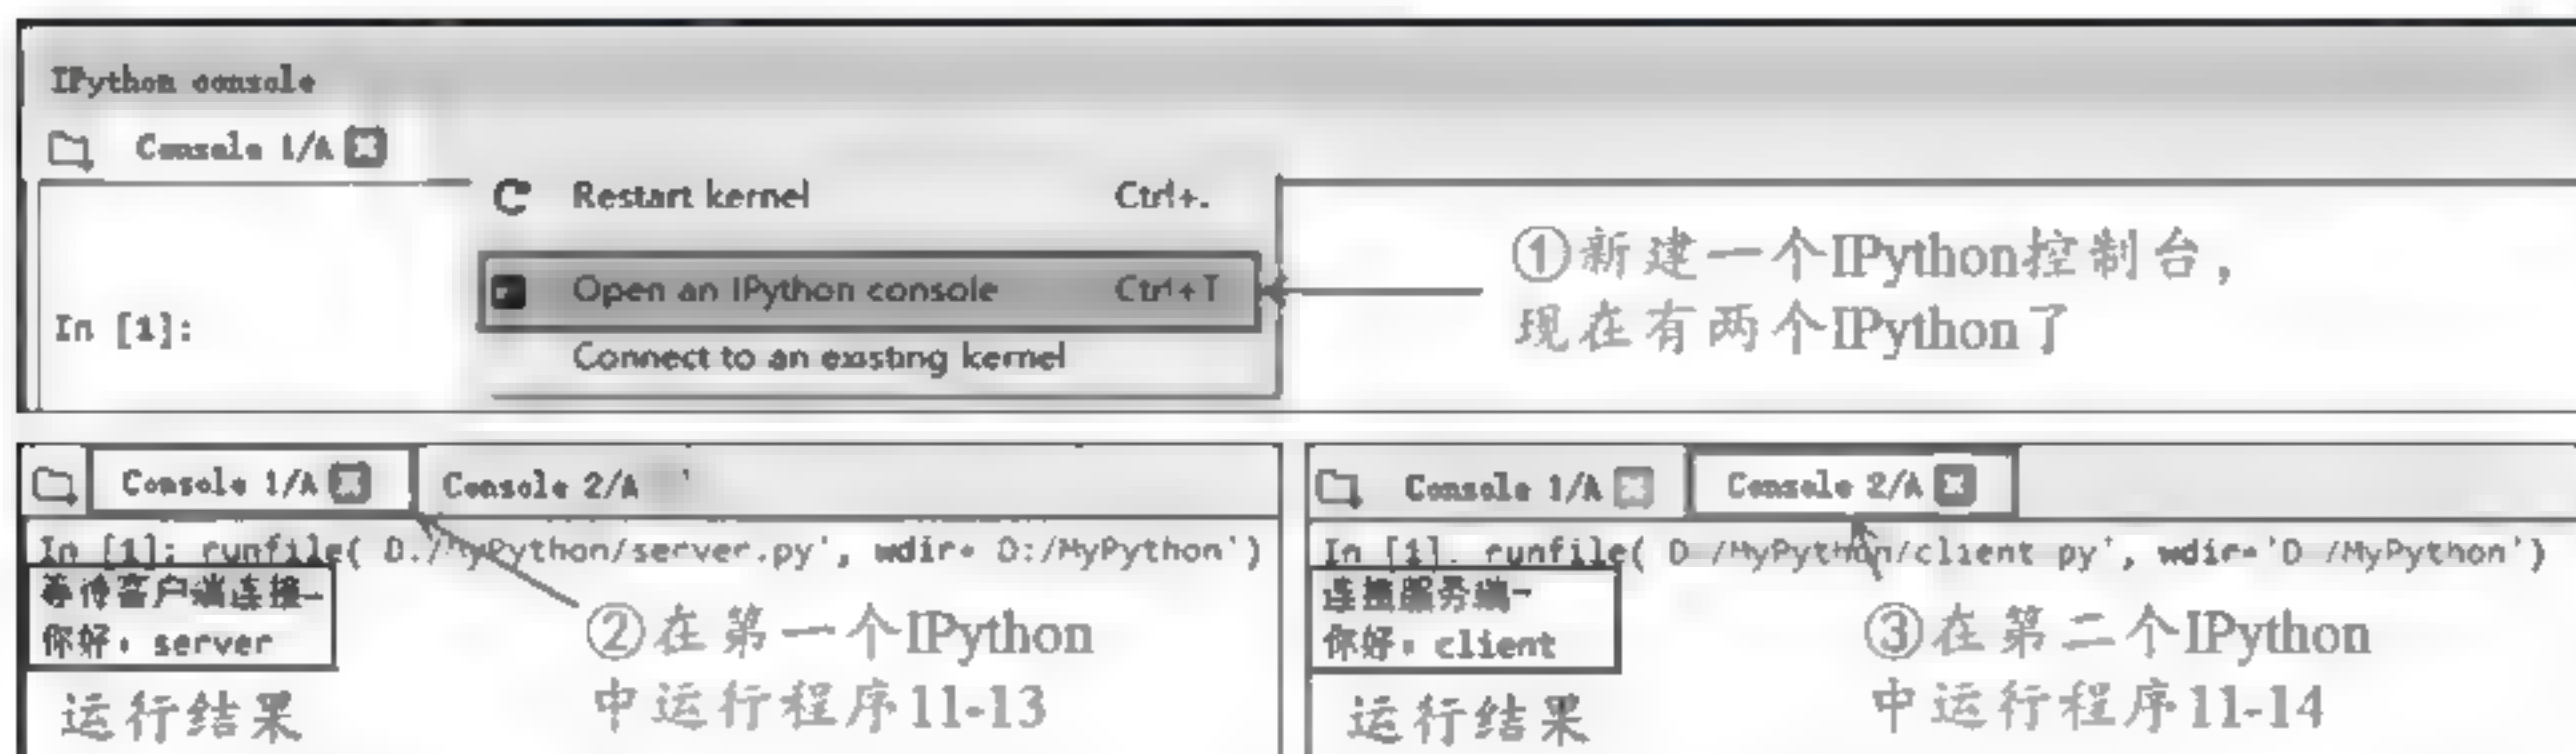 IPython console
Console 1/A
Restart kernel Ctrl+.
Open an IPython console Ctrl+T
In [1]:
Connect to an existing kernel
①新建一个IPython控制台，
现在有两个IPython了
Console 1/A Console 2/A
In [1]: runfile( D:/MyPython/server.py', wdir= D:/MyPython')
等待客户端连接
你好，server
②在第一个IPython
中运行程序11-13
运行结果
Console 1/A Console 2/A
In [1]. runfile( D /MyPython/client py', wdir='D /MyPython')
连接服务端
你好，client
③在第二个IPython
中运行程序11-14
运行结果